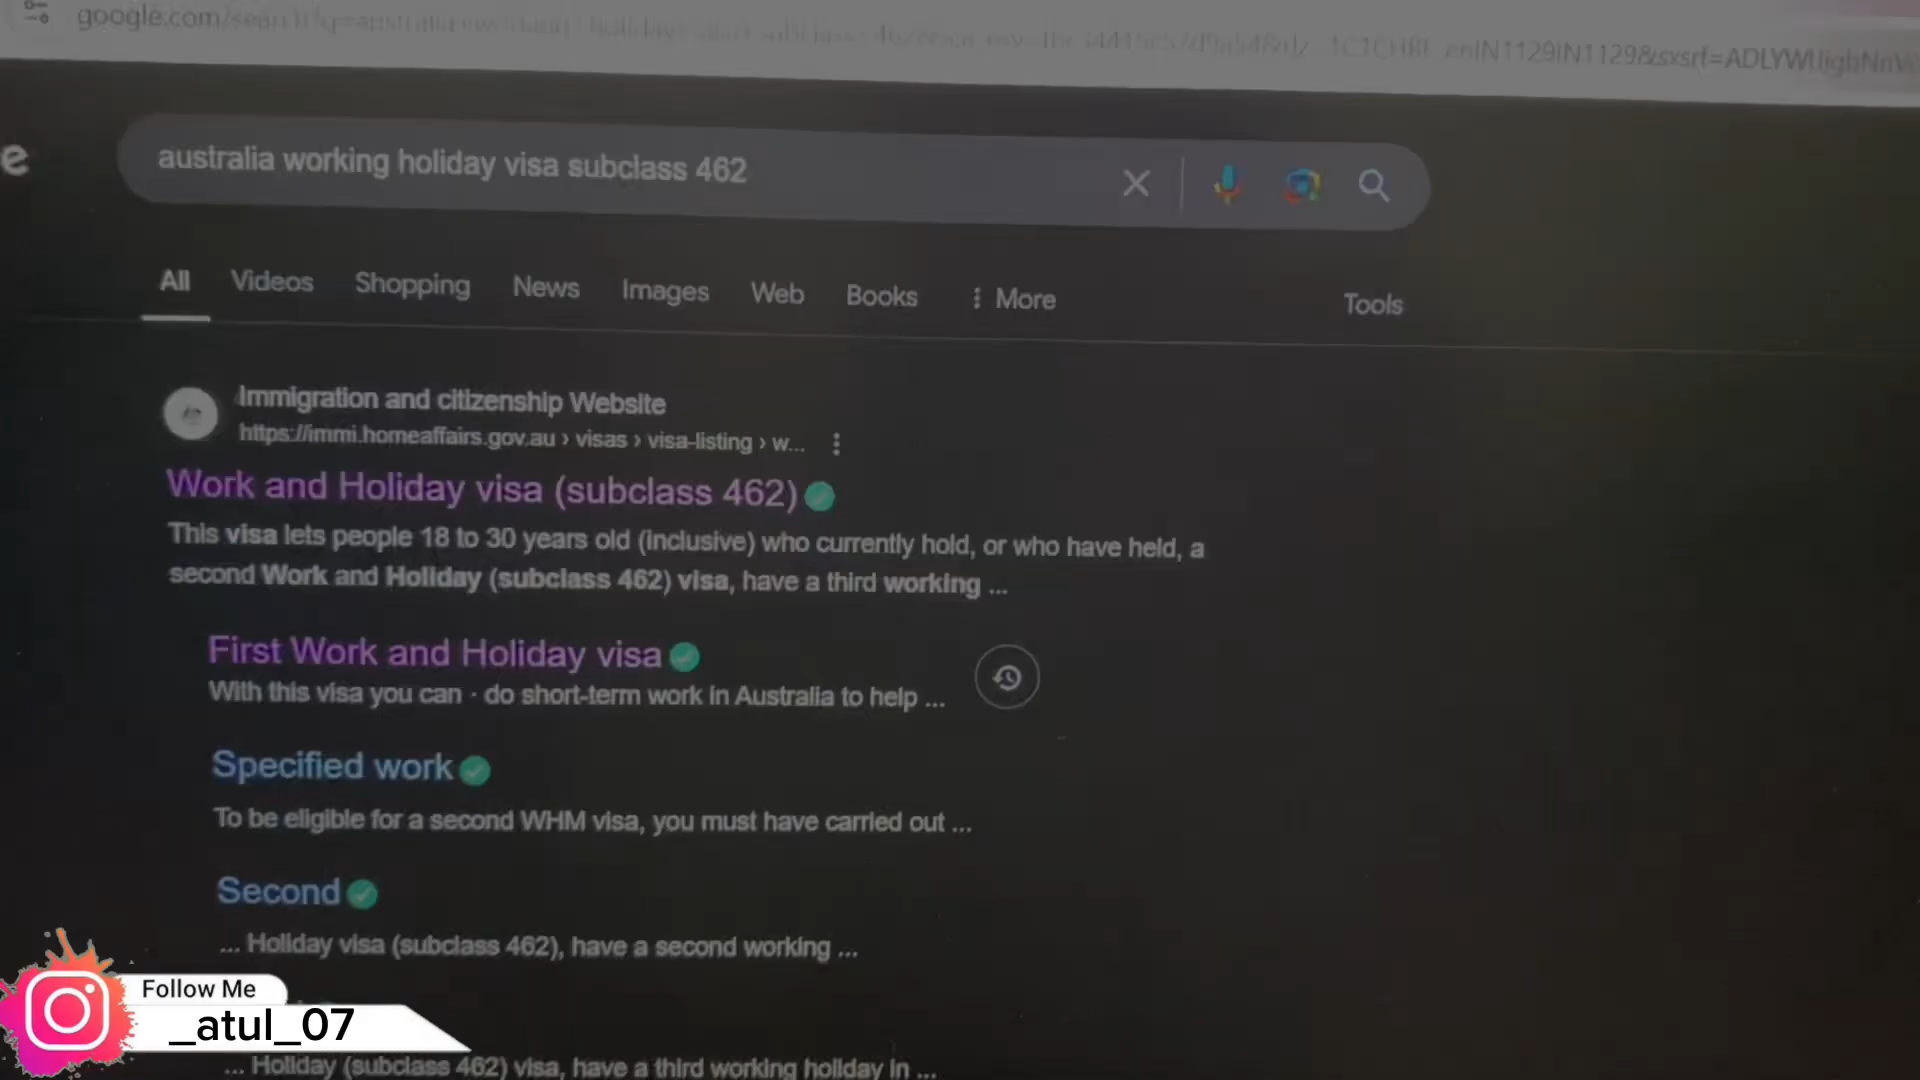 google.com/
enIN1129IN1129&sxsrf=
e
australia working holiday visa subclass 462
All Videos Shopping News Images Web Books More Tools
Immigration and citizenship Website
https://immi.homeaffairs.gov.au › visas › visa-listing › w...
Work and Holiday visa (subclass 462)
This visa lets people 18 to 30 years old (inclusive) who currently hold, or who have held, a
second Work and Holiday (subclass 462) visa, have a third working ...
First Work and Holiday visa
With this visa you can · do short-term work in Australia to help ...
Specified work
To be eligible for a second WHM visa, you must have carried out ...
Second
... Holiday visa (subclass 462), have a second working ...
... Holiday (subclass 462) visa, have a third working holiday in ...
Follow Me
_atul_07